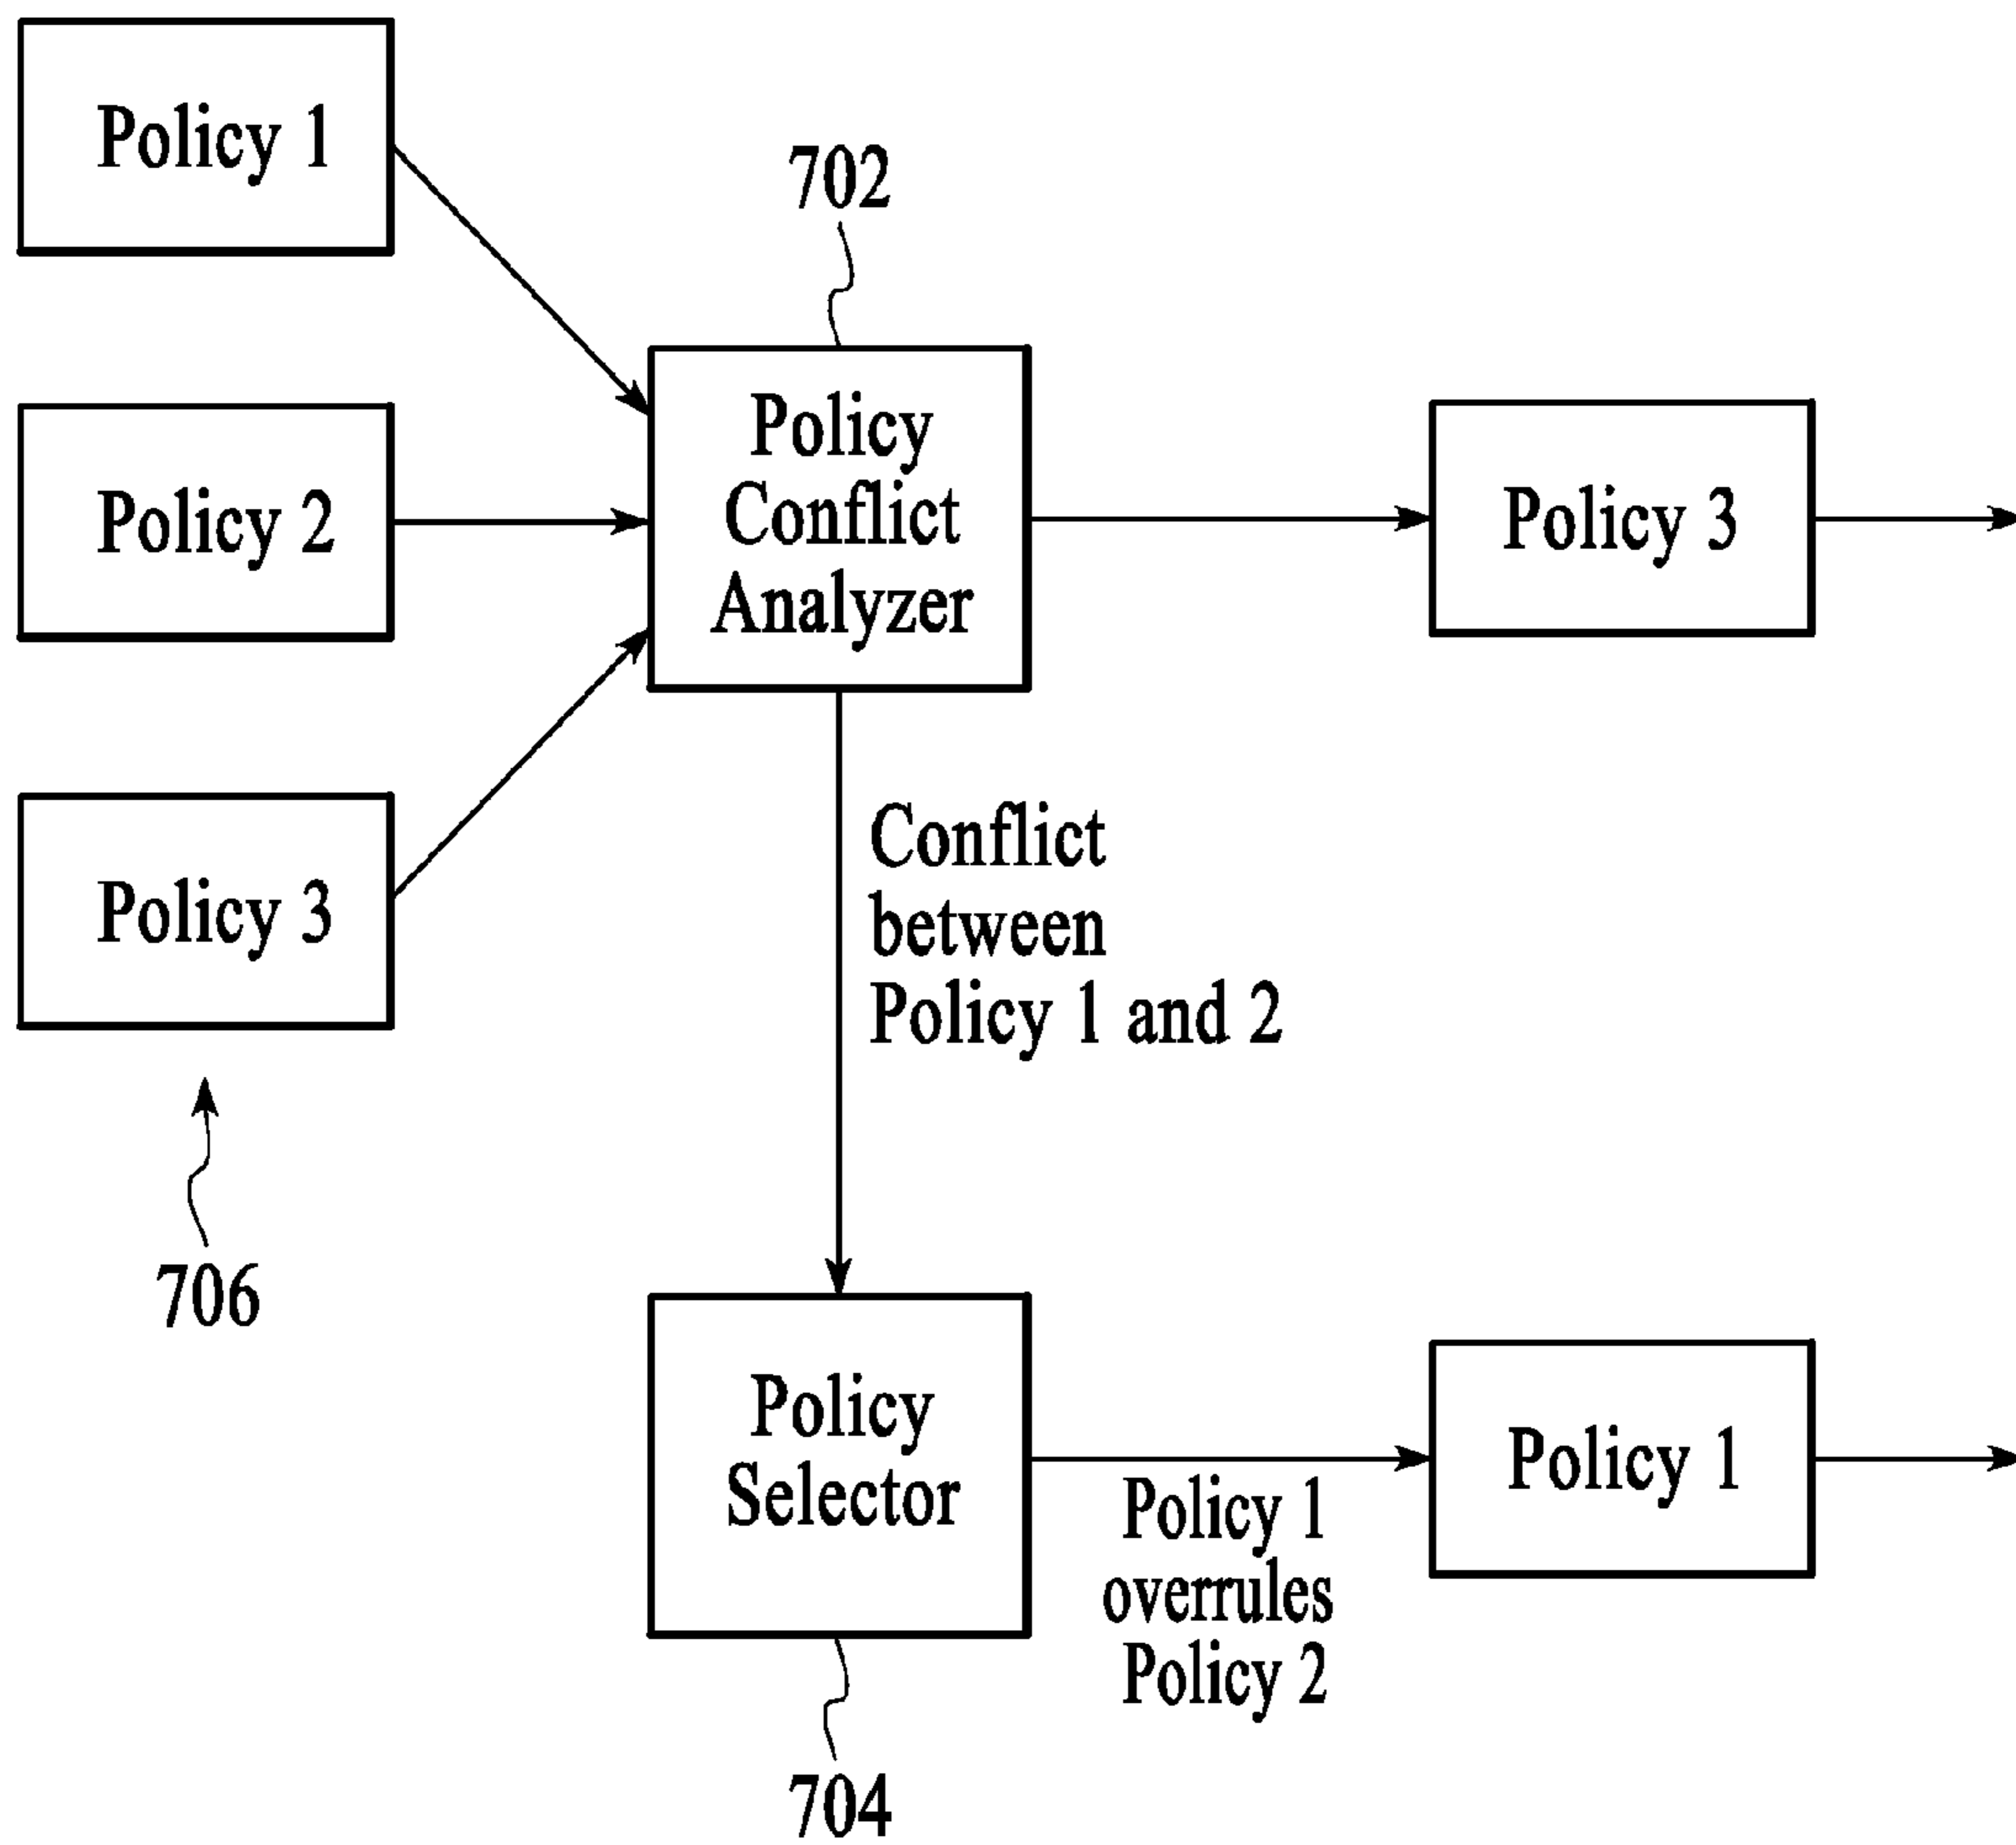 Policy 1
702
Policy 2
Policy
Conflict
Analyzer
Policy 3
Policy 3
Conflict
between
Policy 1 and 2
706
Policy
Selector
Policy 1
overrules
Policy 2
Policy 1
704